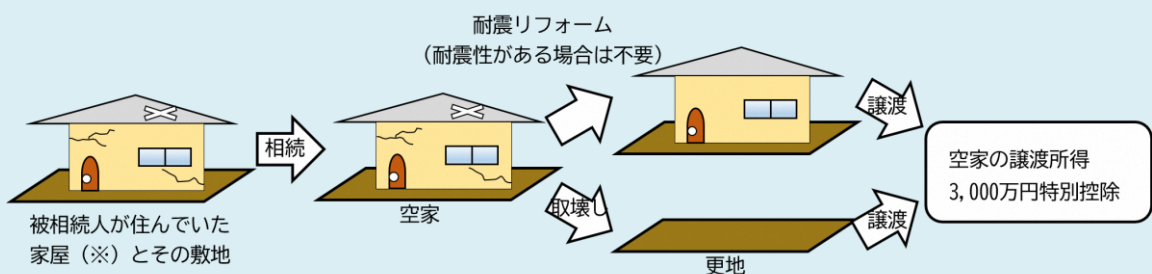 耐震リフォーム
（耐震性がある場合は不要）
相続
譲渡
空家の譲渡所得
3,000万円特別控除
被相続人が住んでいた
家屋（※）とその敷地
空家
取壊し
譲渡
更地